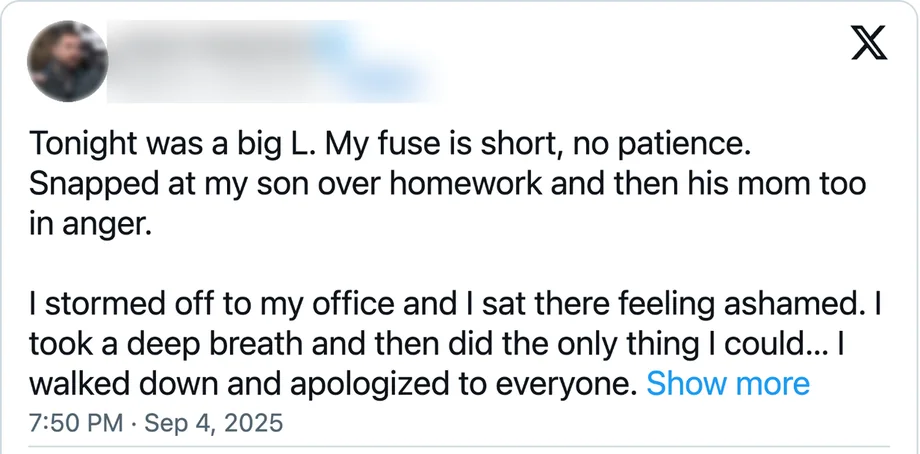 Tonight was a big L. My fuse is short, no patience.
Snapped at my son over homework and then his mom too
in anger.
I stormed off to my office and I sat there feeling ashamed. I
took a deep breath and then did the only thing I could... I
walked down and apologized to everyone. Show more
7:50 PM · Sep 4, 2025